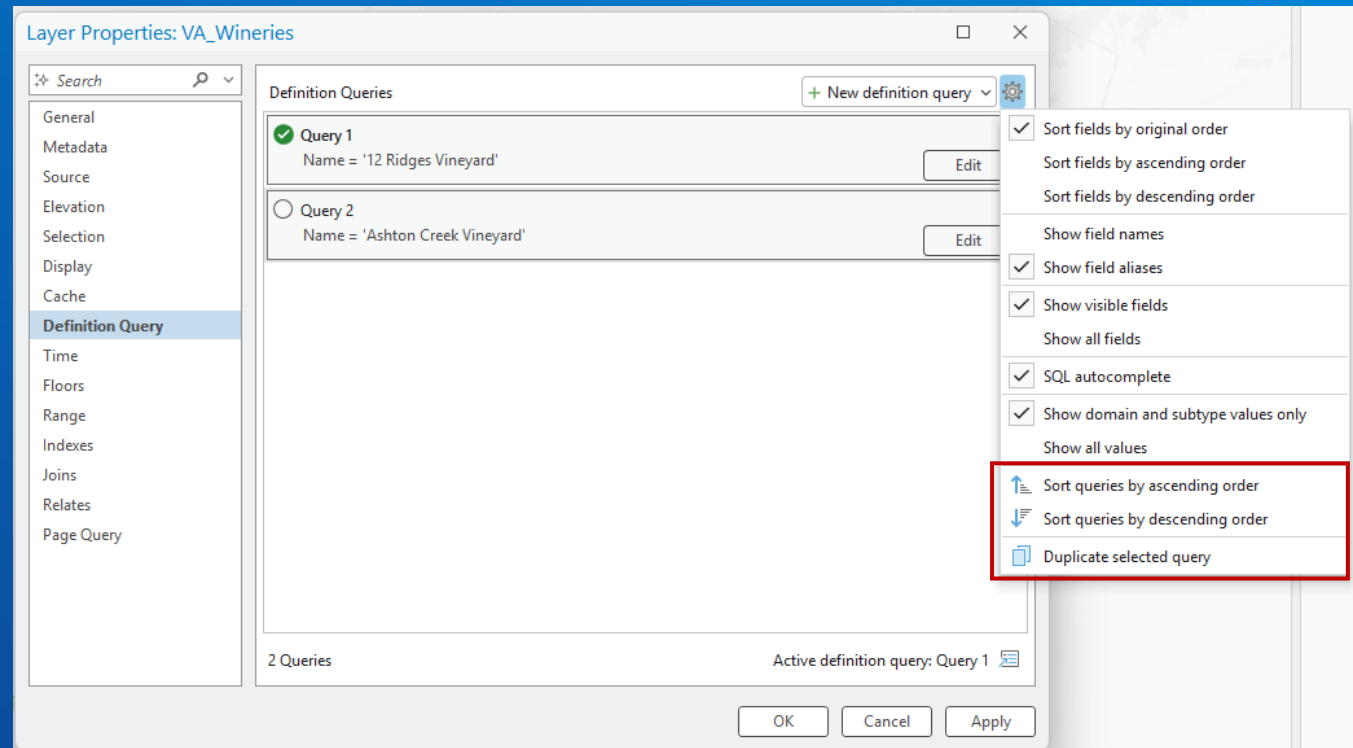 Layer Properties: VA_Wineries
Search
General
Metadata
Source
Elevation
Selection
Display
Cache
Definition Query
Time
Floors
Range
Indexes
Joins
Relates
Page Query
Definition Queries
+ New definition query
Query 1
Name = '12 Ridges Vineyard'
Edit
Query 2
Name = 'Ashton Creek Vineyard'
Edit
2 Queries
Active definition query: Query 1
OK
Cancel
Apply
Sort fields by original order
Sort fields by ascending order
Sort fields by descending order
Show field names
Show field aliases
Show visible fields
Show all fields
SQL autocomplete
Show domain and subtype values only
Show all values
Sort queries by ascending order
Sort queries by descending order
Duplicate selected query